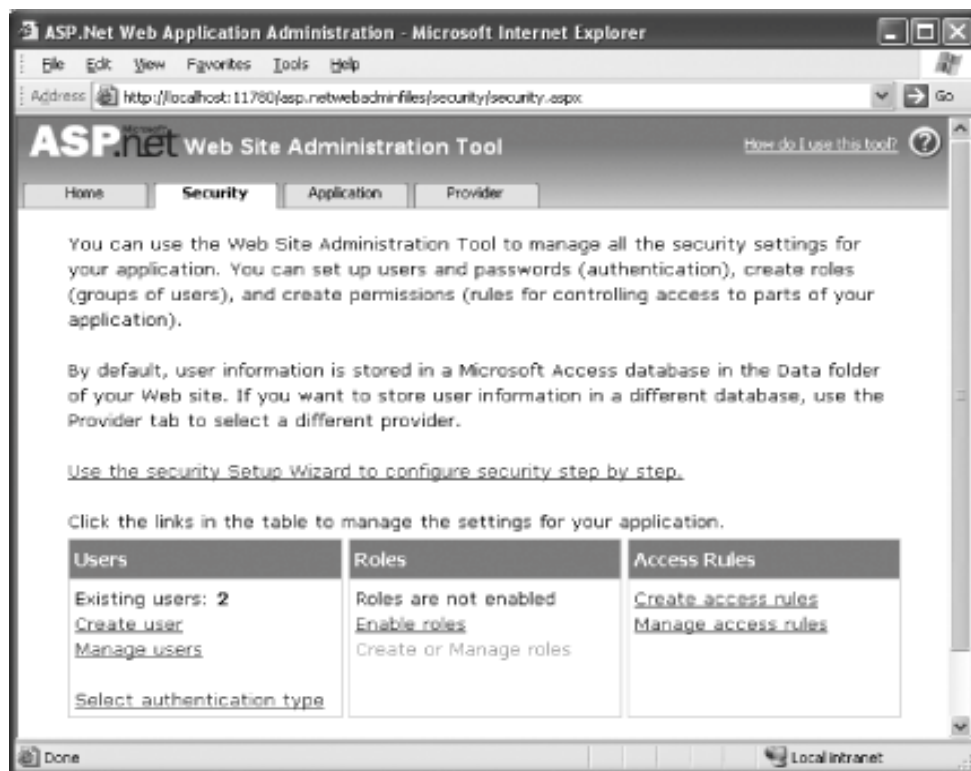 ASP.Net Web Application Administration - Microsoft Internet Explorer
File Edit View Favorites Tools Help
Address http://localhost:11780/asp.netwebadminfiles/security/security.aspx Go
Microsoft
ASP.net Web Site Administration Tool How do I use this tool? ?
Home Security Application Provider
You can use the Web Site Administration Tool to manage all the security settings for
your application. You can set up users and passwords (authentication), create roles
(groups of users), and create permissions (rules for controlling access to parts of your
application).
By default, user information is stored in a Microsoft Access database in the Data folder
of your Web site. If you want to store user information in a different database, use the
Provider tab to select a different provider.
Use the security Setup Wizard to configure security step by step.
Click the links in the table to manage the settings for your application.
Users Roles Access Rules
Existing users: 2 Roles are not enabled Create access rules
Create user Enable roles Manage access rules
Manage users Create or Manage roles
Select authentication type
Done Local intranet